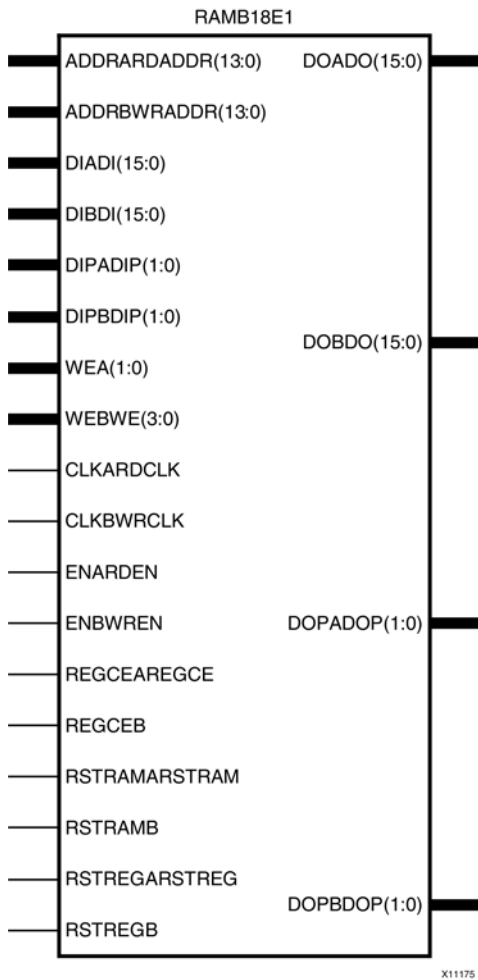 RAMB18E1
ADDRARDADDR(13:0) DOADO(15:0)
ADDRBWRADDR(13:0)
DIADI(15:0)
DIBDI(15:0)
DIPADIP(1:0)
DIPBDIP(1:0)
DOBDO(15:0)
WEA(1:0)
WEBWE(3:0)
CLKARDCLK
CLKBWRCLK
ENARDEN
ENBWREN DOPADOP(1:0)
REGCEAREGCE
REGCEB
RSTRAMARSTRAM
RSTRAMB
RSTREGARSTREG
DOPBDOP(1:0)
RSTREGB
X11175